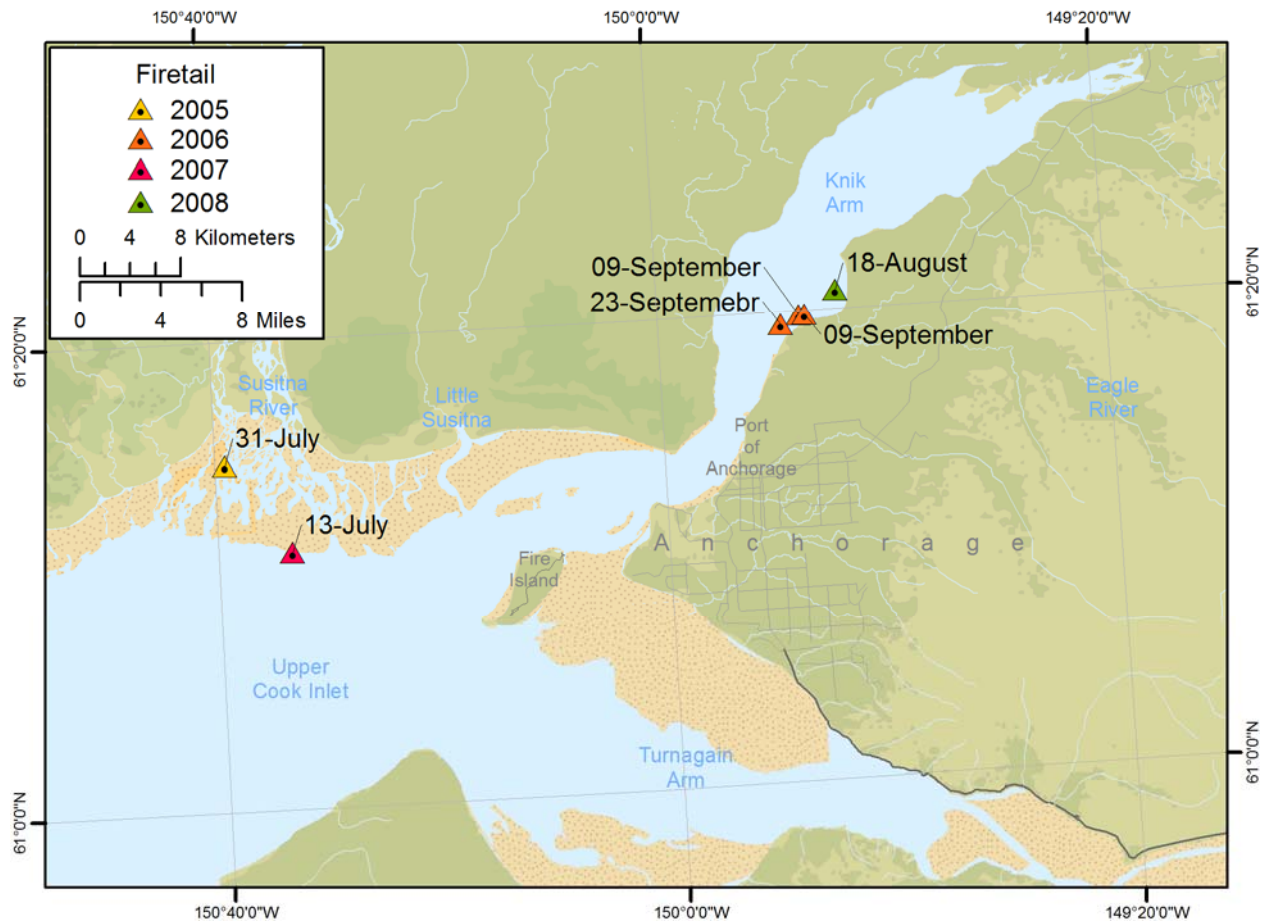 150°40'0"W
150°0'0"W
149°20'0"W
Firetail
2005
2006
2007
2008
0 4 8 Kilometers
0 4 8 Miles
Knik
Arm
09-September
18-August
23-Septemebr
09-September
61°20'0"N
61°20'0"N
Susitna
River
Little
Susitna
Eagle
River
31-July
Port
of
Anchorage
13-July
Anchorage
Fire
Island
Upper
Cook Inlet
Turnagain
Arm
61°0'0"N
61°0'0"N
150°40'0"W
150°0'0"W
149°20'0"W